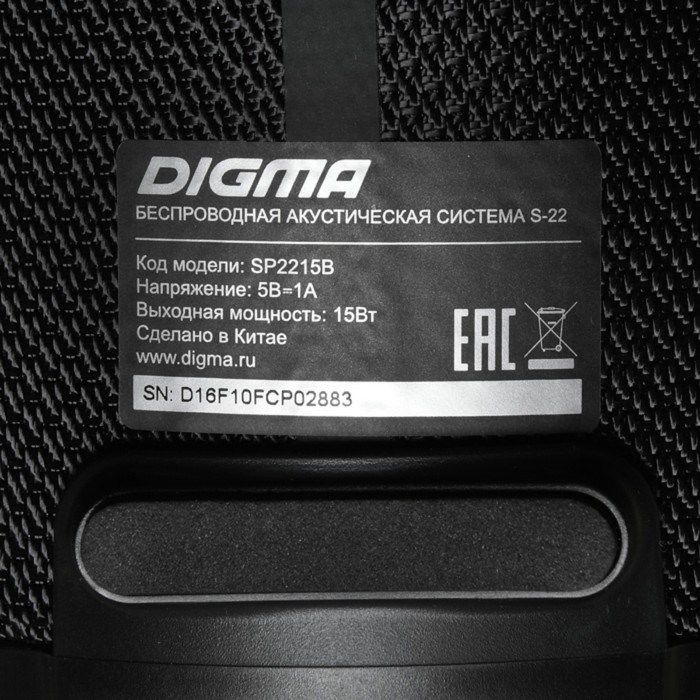 DIGMA
БЕСПРОВОДНАЯ АКУСТИЧЕСКАЯ СИСТЕМА S-22
Код модели: SP2215B
Напряжение: 5В=1А
Выходная мощность: 15Вт
Сделано в Китае
www.digma.ru
EAC
SN: D16F10FCP02883